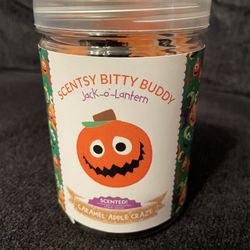 SCENTSY BITTY BUDDY
Jack-o'-Lantern
SCENTED!
CARAMEL APPLE CRAZE